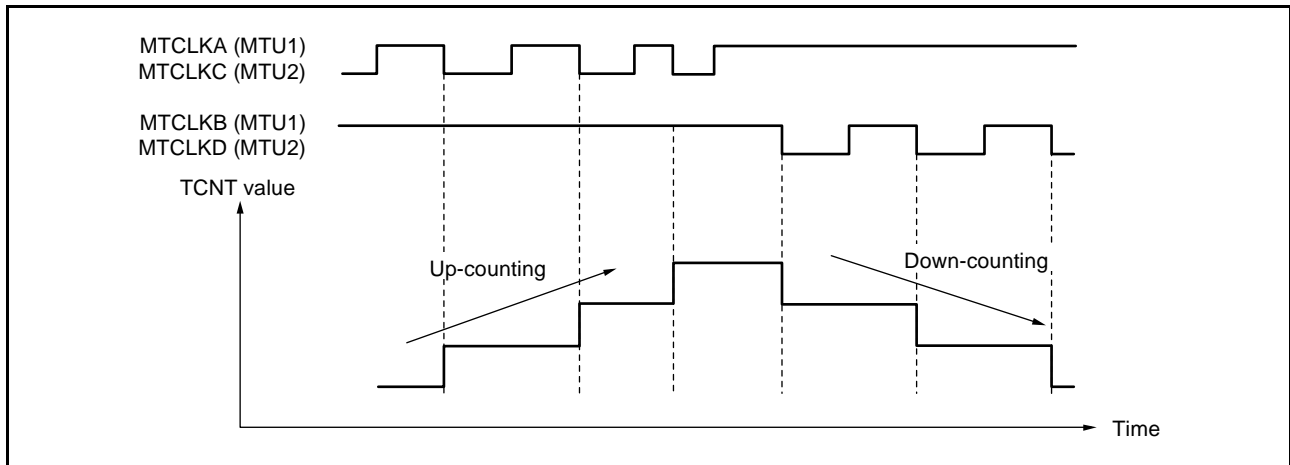 MTCLKA (MTU1)
MTCLKC (MTU2)
MTCLKB (MTU1)
MTCLKD (MTU2)
TCNT value
Up-counting
Down-counting
Time